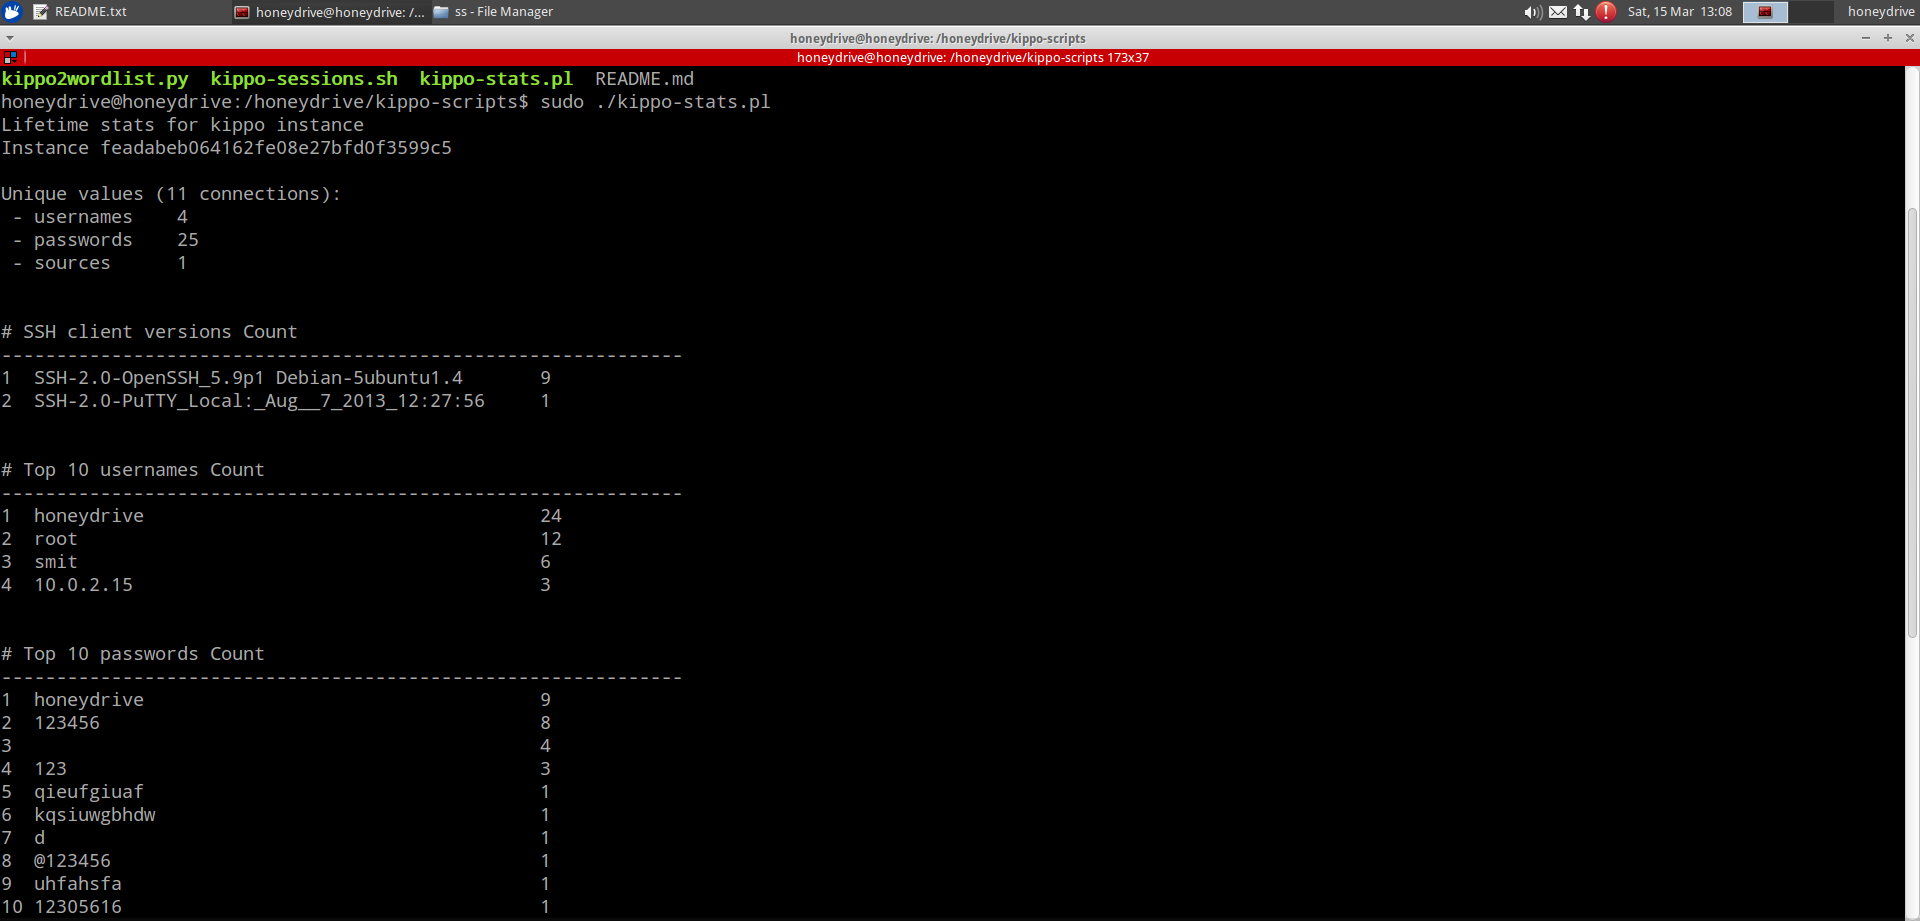 README.txt honeydrive@honeydrive: /... ss - File Manager Sat, 15 Mar 13:08 honeydrive
honeydrive@honeydrive: /honeydrive/kippo-scripts
honeydrive@honeydrive: /honeydrive/kippo-scripts 173x37
kippo2wordlist.py kippo-sessions.sh kippo-stats.pl README.md
honeydrive@honeydrive:/honeydrive/kippo-scripts$ sudo ./kippo-stats.pl
Lifetime stats for kippo instance
Instance feadabeb064162fe08e27bfd0f3599c5
Unique values (11 connections):
- usernames 4
- passwords 25
- sources 1
# SSH client versions Count
--------------------------------------------------------------
1 SSH-2.0-OpenSSH_5.9p1 Debian-5ubuntu1.4 9
2 SSH-2.0-PuTTY_Local:_Aug__7_2013_12:27:56 1
# Top 10 usernames Count
--------------------------------------------------------------
1 honeydrive 24
2 root 12
3 smit 6
4 10.0.2.15 3
# Top 10 passwords Count
--------------------------------------------------------------
1 honeydrive 9
2 123456 8
3 4
4 123 3
5 qieufgiuaf 1
6 kqsiuwgbhdw 1
7 d 1
8 @123456 1
9 uhfahsfa 1
10 12305616 1